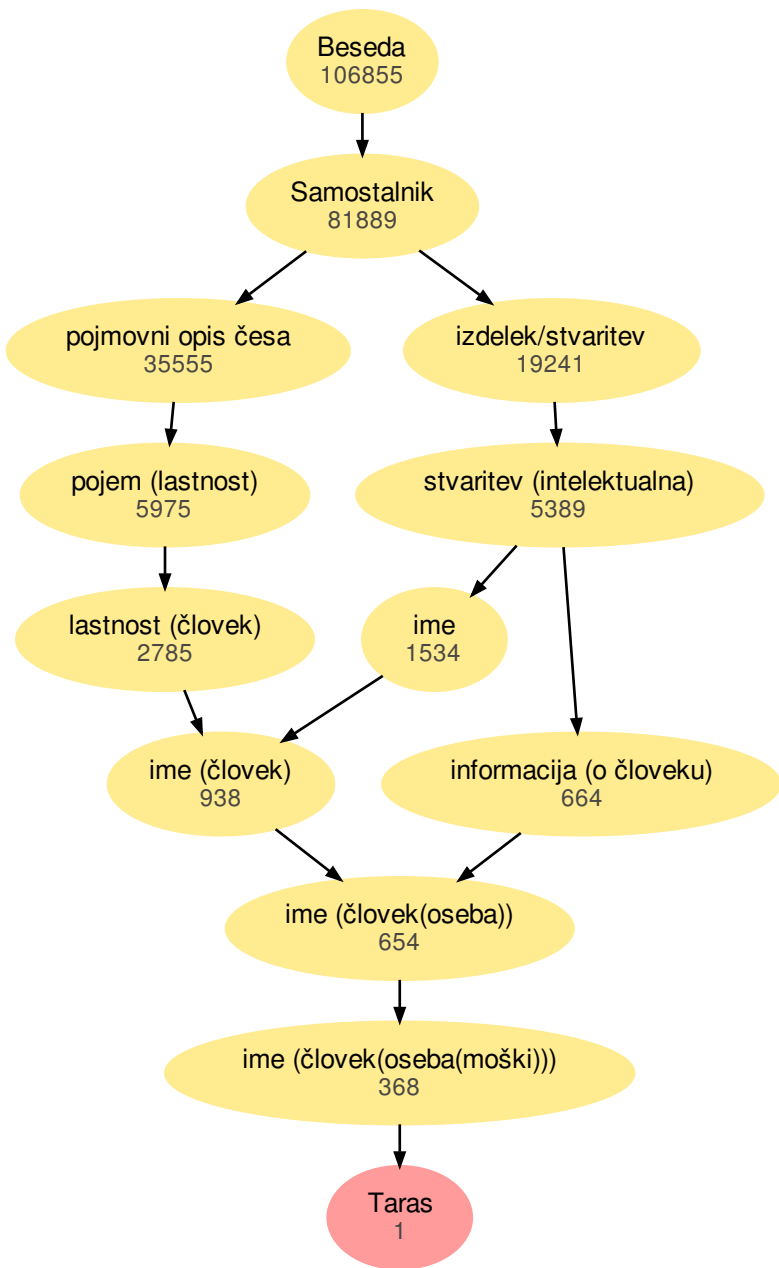 Beseda
106855
Samostalnik
81889
pojmovni opis česa
35555
izdelek/stvaritev
19241
pojem (lastnost)
5975
stvaritev (intelektualna)
5389
lastnost (človek)
2785
ime
1534
ime (človek)
938
informacija (o človeku)
664
ime (človek(oseba))
654
ime (človek(oseba(moški)))
368
Taras
1